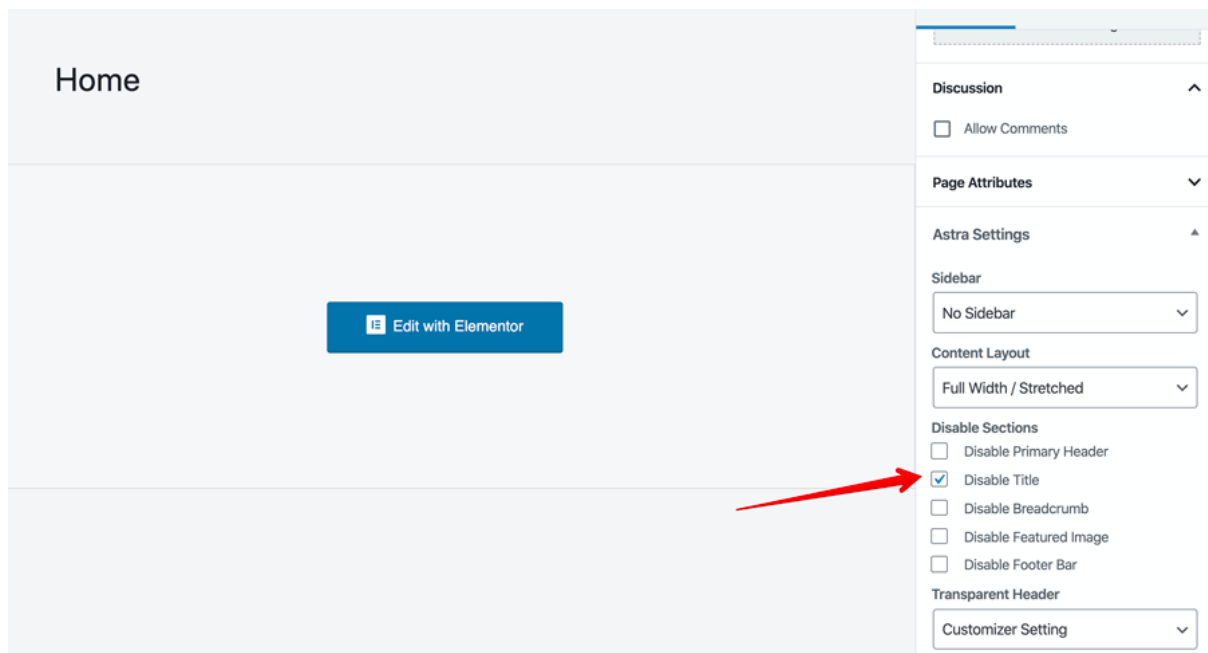 Home
Edit with Elementor
Discussion
Allow Comments
Page Attributes
Astra Settings
Sidebar
No Sidebar
Content Layout
Full Width / Stretched
Disable Sections
Disable Primary Header
Disable Title
Disable Breadcrumb
Disable Featured Image
Disable Footer Bar
Transparent Header
Customizer Setting